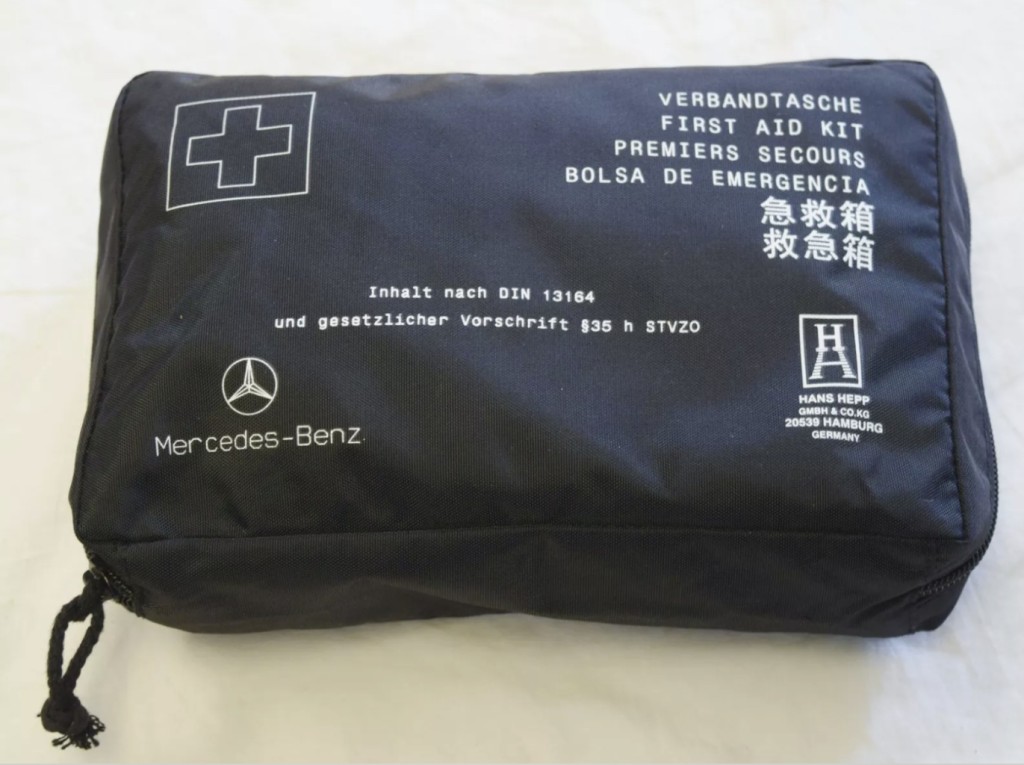 VERBANDTASCHE
FIRST AID KIT
PREMIERS SECOURS
BOLSA DE EMERGENCIA
急救箱
救急箱
Inhalt nach DIN 13164
und gesetzlicher Vorschrift §35 h STVZO
Mercedes-Benz
HA
HANS HEPP
GMBH & CO.KG
20539 HAMBURG
GERMANY